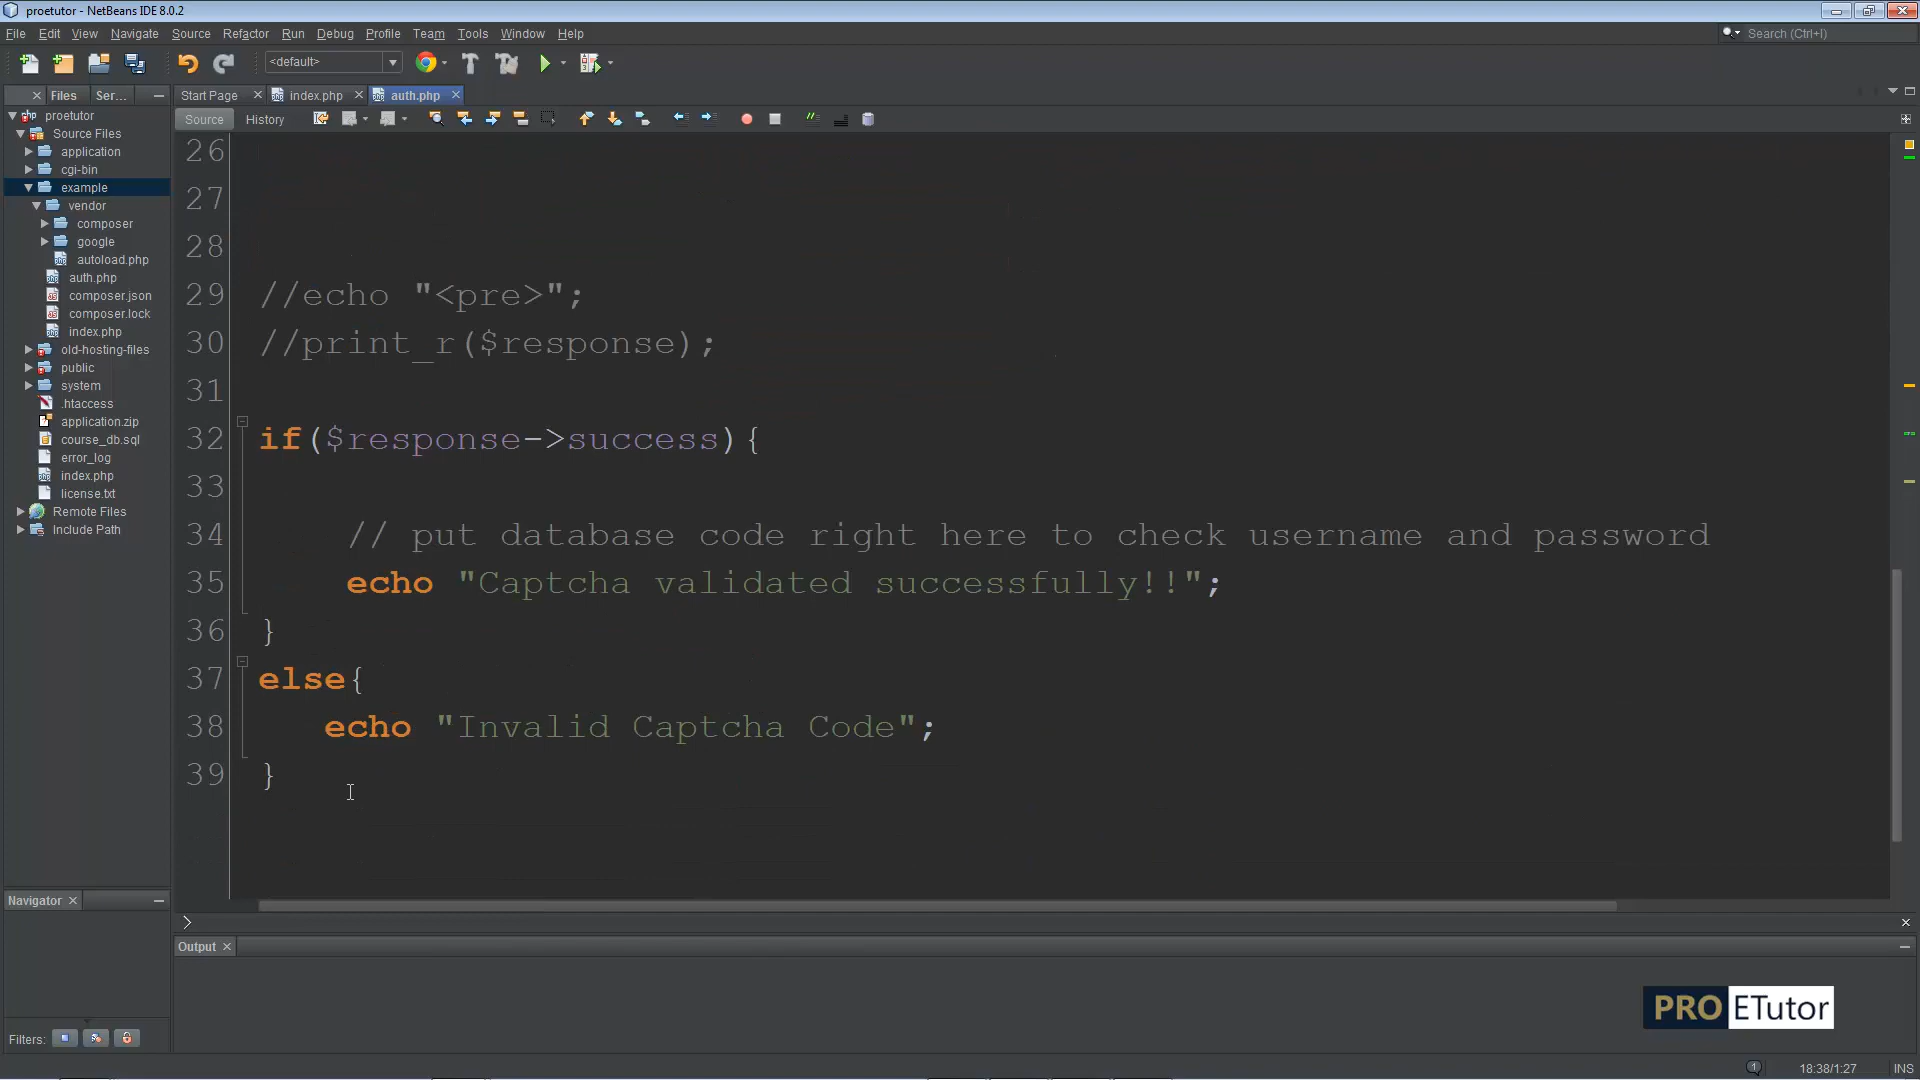 proetutor - NetBeans IDE 8.0.2
File Edit View Navigate Source Refactor Run Debug Profile Team Tools Window Help
Search (Ctrl+I)
<default>
Files Ser... Start Page index.php auth.php
Source History
proetutor
Source Files
application
cgi-bin
example
vendor
composer
google
autoload.php
auth.php
composer.json
composer.lock
index.php
old-hosting-files
public
system
.htaccess
application.zip
course_db.sql
error_log
index.php
license.txt
Remote Files
Include Path
26
27
28
29 //echo "<pre>";
30 //print_r($response);
31
32 if($response->success){
33
34 // put database code right here to check username and password
35 echo "Captcha validated successfully!!";
36 }
37 else{
38 echo "Invalid Captcha Code";
39 }
Navigator
Output
Filters:
PRO ETutor
1
18:38/1:27 INS